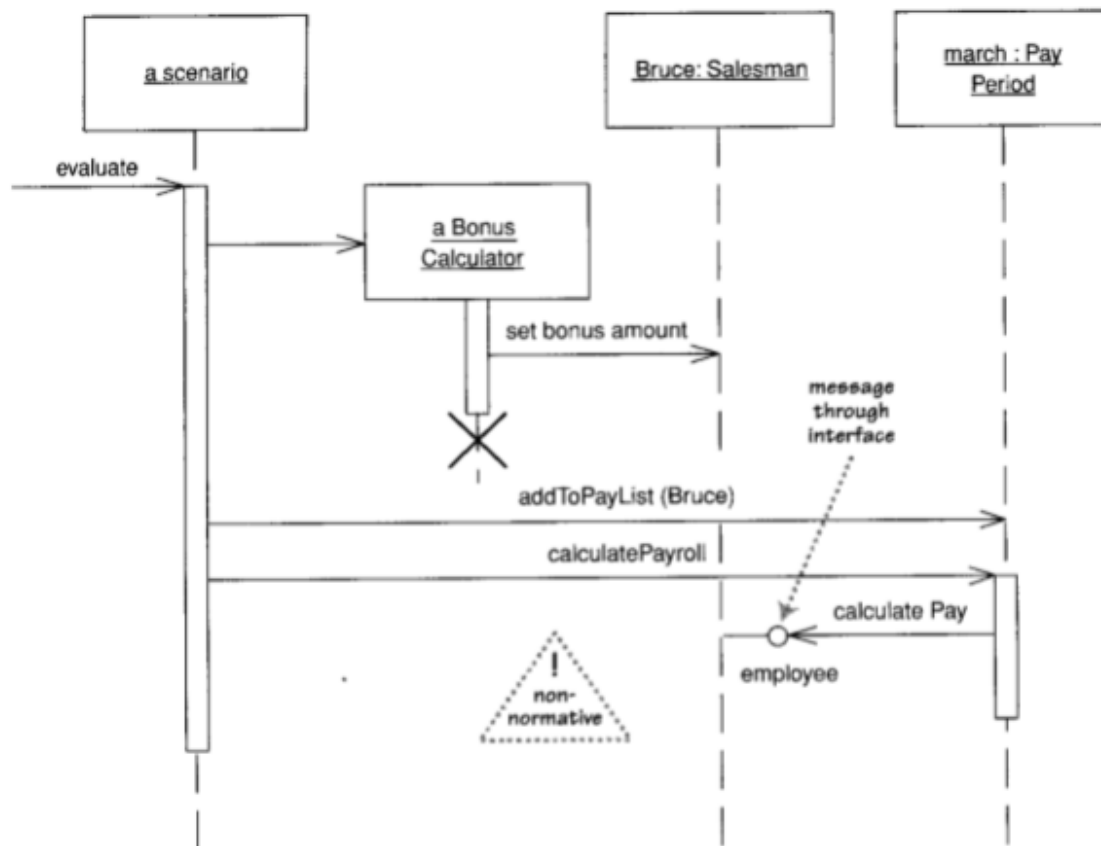 a scenario
Bruce: Salesman
march : Pay
Period
evaluate
a Bonus
Calculator
set bonus amount
message
through
interface
addToPayList (Bruce)
calculatePayroll
calculate Pay
employee
!
non-
normative